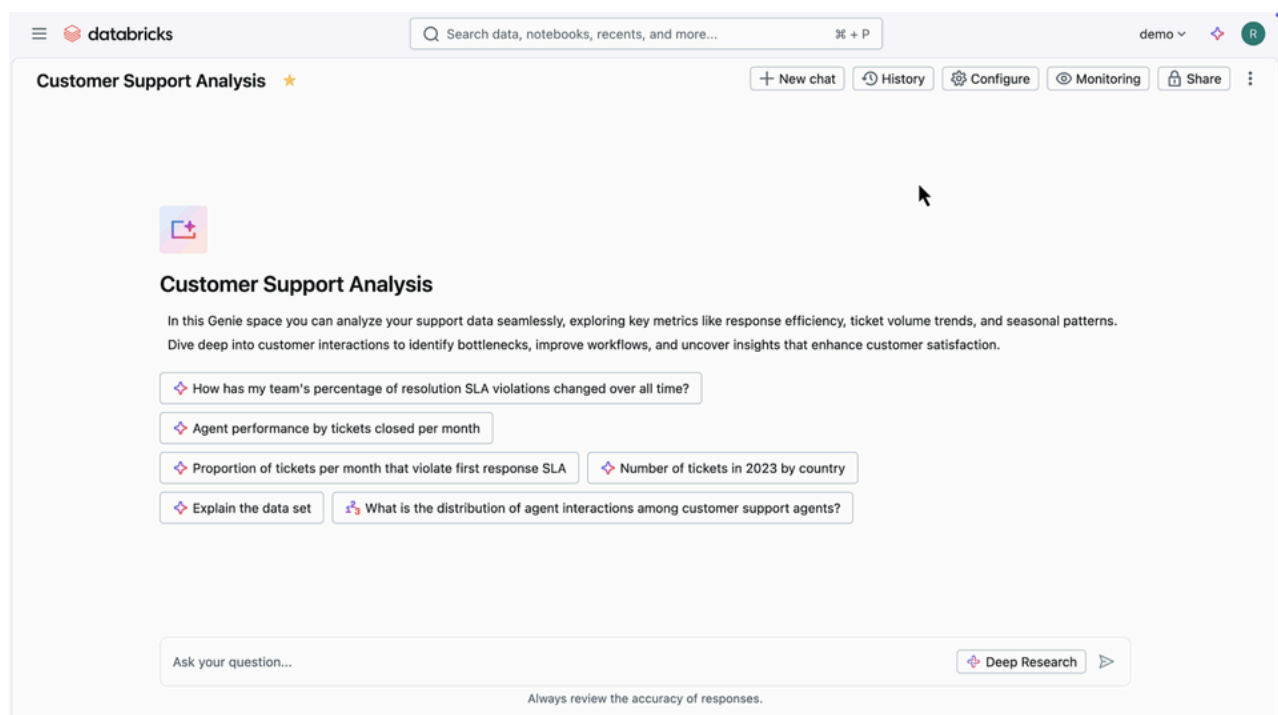 databricks
Search data, notebooks, recents, and more... ⌘ + P
demo
R
Customer Support Analysis
New chat
History
Configure
Monitoring
Share
Customer Support Analysis
In this Genie space you can analyze your support data seamlessly, exploring key metrics like response efficiency, ticket volume trends, and seasonal patterns.
Dive deep into customer interactions to identify bottlenecks, improve workflows, and uncover insights that enhance customer satisfaction.
How has my team's percentage of resolution SLA violations changed over all time?
Agent performance by tickets closed per month
Proportion of tickets per month that violate first response SLA
Number of tickets in 2023 by country
Explain the data set
What is the distribution of agent interactions among customer support agents?
Ask your question...
Deep Research
Always review the accuracy of responses.